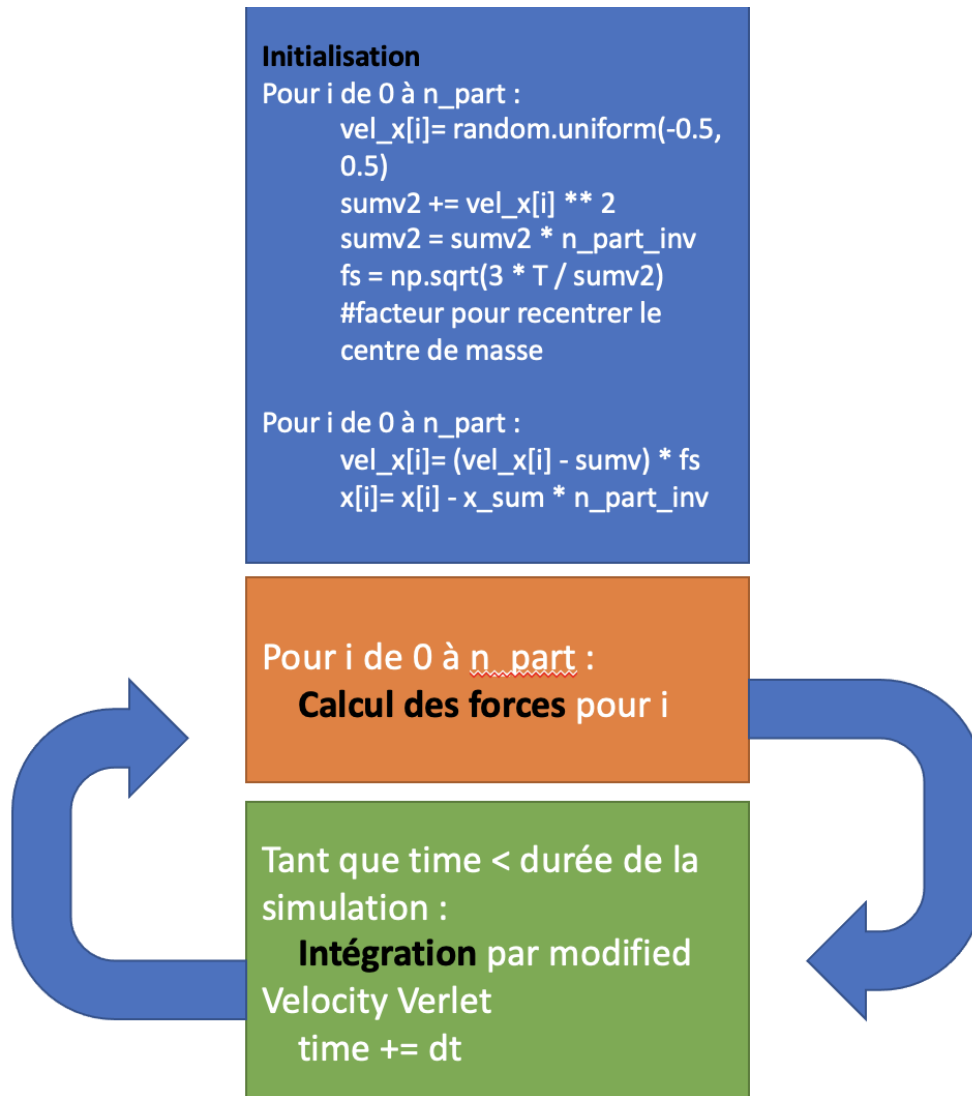 Initialisation
Pour i de 0 à n_part :
vel_x[i]= random.uniform(-0.5,
0.5)
sumv2 += vel_x[i] ** 2
sumv2 = sumv2 * n_part_inv
fs = np.sqrt(3 * T / sumv2)
#facteur pour recentrer le
centre de masse
Pour i de 0 à n_part :
vel_x[i]= (vel_x[i] - sumv) * fs
x[i]= x[i] - x_sum * n_part_inv
Pour i de 0 à n_part :
Calcul des forces pour i
Tant que time < durée de la
simulation :
Intégration par modified
Velocity Verlet
time += dt